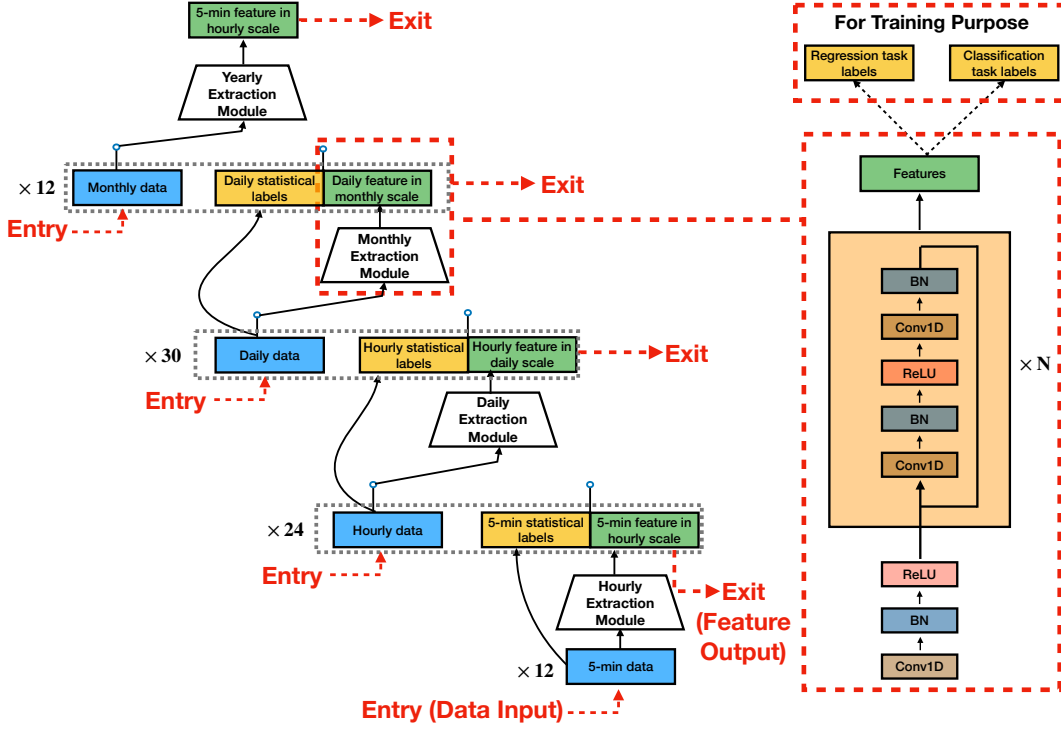 5-min feature in
hourly scale
Exit
Yearly
Extraction
Module
× 12
Monthly data
Daily statistical
labels
Daily feature in
monthly scale
Exit
Entry
Monthly
Extraction
Module
× 30
Daily data
Hourly statistical
labels
Hourly feature in
daily scale
Exit
Entry
Daily
Extraction
Module
× 24
Hourly data
5-min statistical
labels
5-min feature in
hourly scale
Entry
Hourly
Extraction
Module
Exit
(Feature
Output)
× 12
5-min data
Entry (Data Input)
For Training Purpose
Regression task
labels
Classification
task labels
Features
BN
Conv1D
ReLU
BN
Conv1D
× N
ReLU
BN
Conv1D